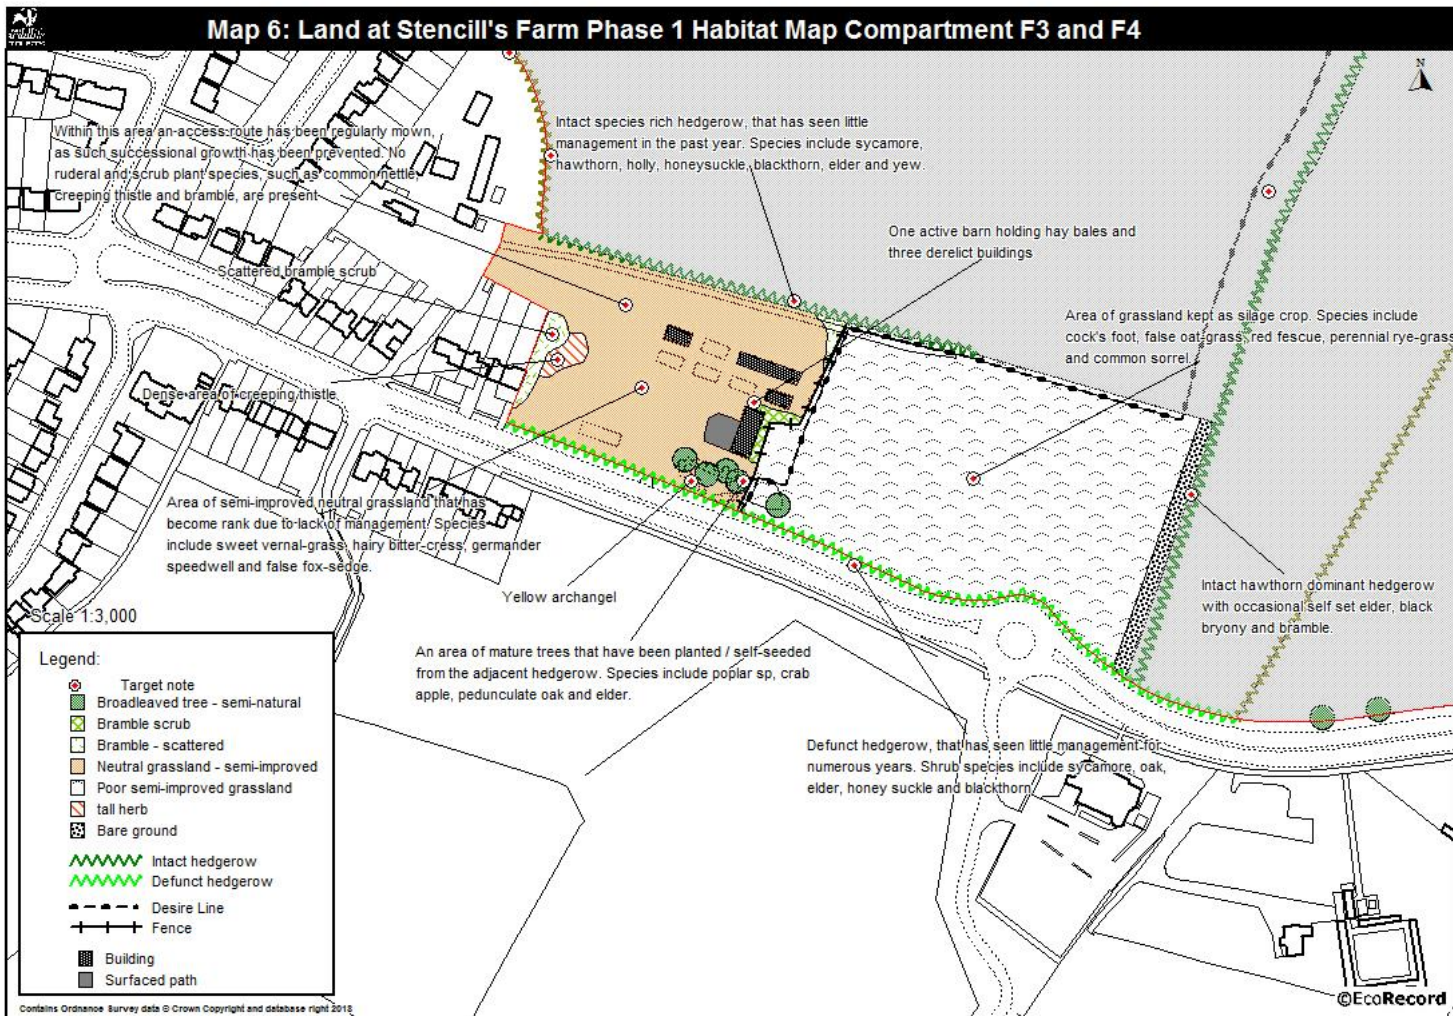 Map 6: Land at Stencill's Farm Phase 1 Habitat Map Compartment F3 and F4
N
Within this area an access route has been regularly mown,
as such successional growth has been prevented. No
ruderal and scrub plant species, such as common nettle,
creeping thistle and bramble, are present
Intact species rich hedgerow, that has seen little
management in the past year. Species include sycamore,
hawthorn, holly, honeysuckle, blackthorn, elder and yew.
One active barn holding hay bales and
three derelict buildings
Scattered bramble scrub
Area of grassland kept as silage crop. Species include
cock's foot, false oat-grass, red fescue, perennial rye-grass
and common sorrel.
Dense area of creeping thistle
Area of semi-improved neutral grassland that has
become rank due to lack of management. Species
include sweet vernal-grass, hairy bitter-cress, germander
speedwell and false fox-sedge.
Yellow archangel
Intact hawthorn dominant hedgerow
with occasional self set elder, black
bryony and bramble.
An area of mature trees that have been planted / self-seeded
from the adjacent hedgerow. Species include poplar sp, crab
apple, pedunculate oak and elder.
Defunct hedgerow, that has seen little management for
numerous years. Shrub species include sycamore, oak,
elder, honey suckle and blackthorn
Scale 1:3,000
Legend:
Target note
Broadleaved tree - semi-natural
Bramble scrub
Bramble - scattered
Neutral grassland - semi-improved
Poor semi-improved grassland
tall herb
Bare ground
Intact hedgerow
Defunct hedgerow
Desire Line
Fence
Building
Surfaced path
Contains Ordnance Survey data © Crown Copyright and database right 2018
©EcoRecord